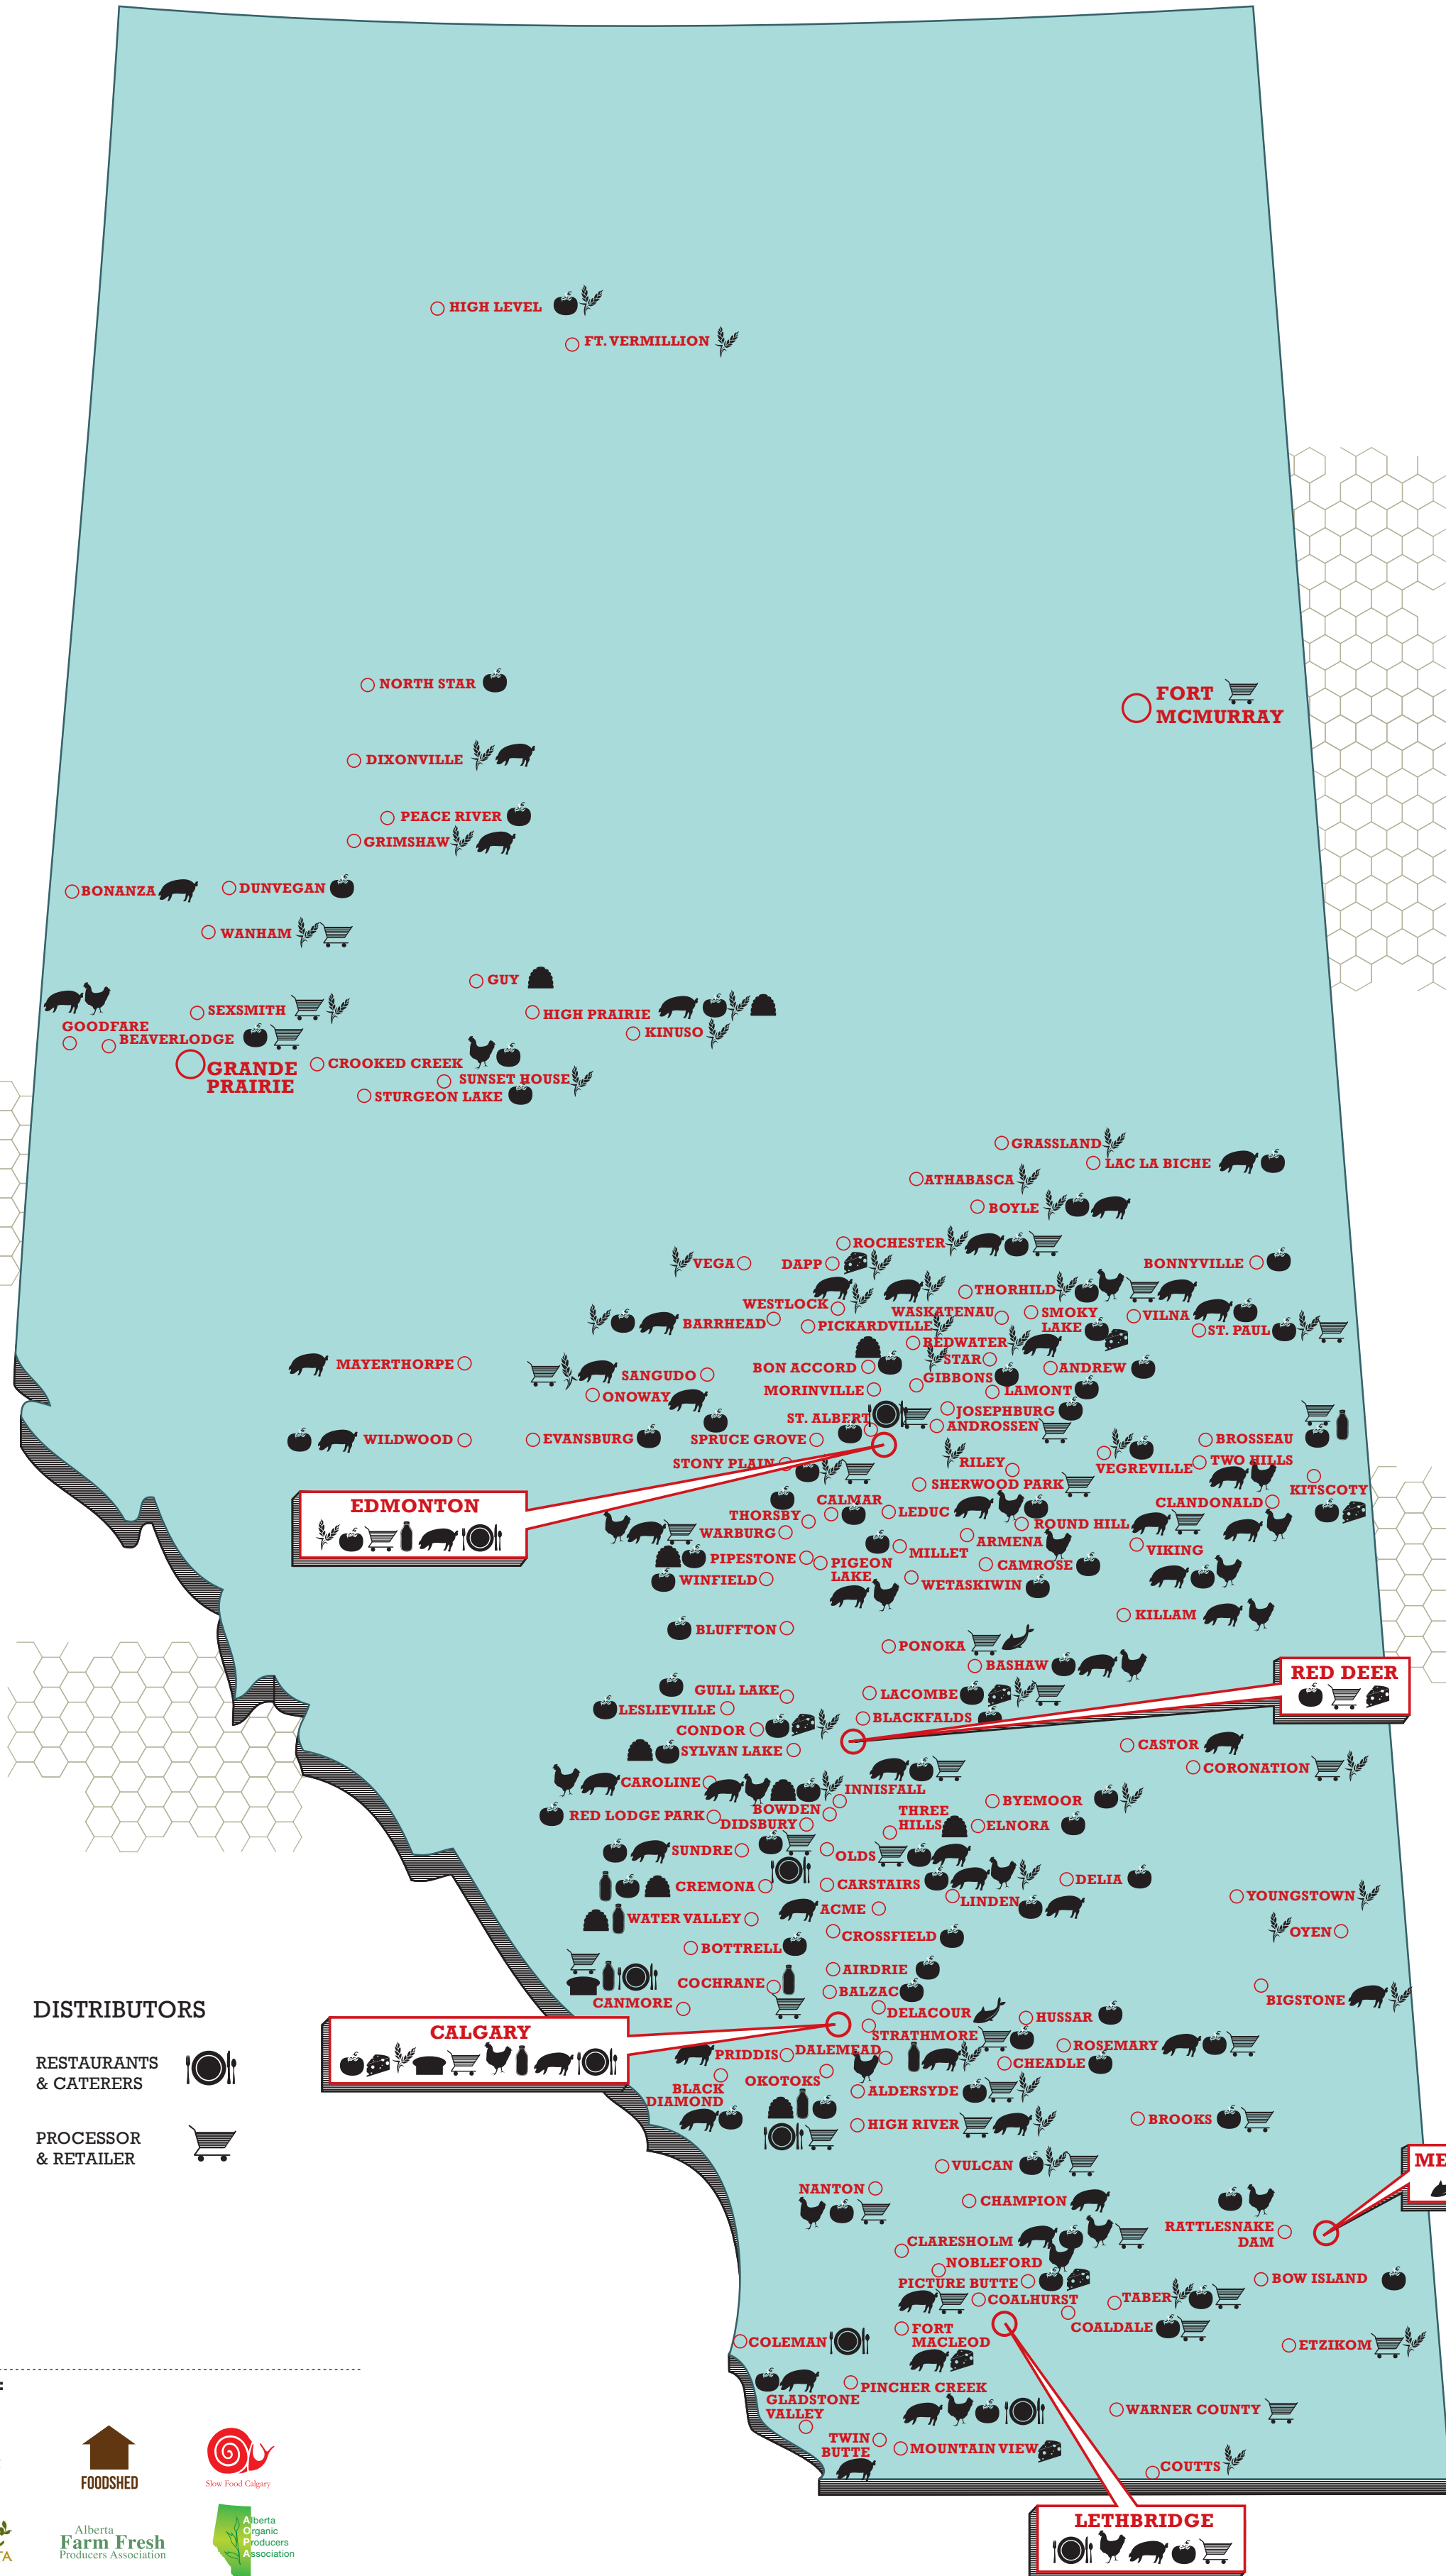 HIGH LEVEL
FT. VERMILLION
NORTH STAR
FORT
MCMURRAY
DIXONVILLE
PEACE RIVER
GRIMSHAW
BONANZA
DUNVEGAN
WANHAM
GUY
SEXSMITH
HIGH PRAIRIE
GOODFARE
KINUSO
BEAVERLODGE
GRANDE
PRAIRIE
CROOKED CREEK
SUNSET HOUSE
STURGEON LAKE
GRASSLAND
LAC LA BICHE
ATHABASCA
BOYLE
ROCHESTER
VEGA
DAPP
BONNYVILLE
THORHILD
WESTLOCK
WASKATENAU
SMOKY
LAKE
VILNA
BARRHEAD
PICKARDVILLE
ST. PAUL
REDWATER
STAR
MAYERTHORPE
SANGUDO
BON ACCORD
ANDREW
GIBBONS
MORINVILLE
LAMONT
ONOWAY
JOSEPHBURG
ST. ALBERT
ANDROSSEN
WILDWOOD
EVANSBURG
SPRUCE GROVE
BROSSEAU
STONY PLAIN
RILEY
VEGREVILLE
TWO HILLS
SHERWOOD PARK
KITSCOTY
EDMONTON
CALMAR
CLANDONALD
THORSBY
LEDUC
ROUND HILL
WARBURG
ARMENA
VIKING
MILLET
PIPESTONE
PIGEON
LAKE
CAMROSE
WINFIELD
WETASKIWIN
KILLAM
BLUFFTON
PONOKA
BASHAW
RED DEER
GULL LAKE
LACOMBE
LESLIEVILLE
BLACKFALDS
CONDOR
SYLVAN LAKE
CASTOR
CORONATION
CAROLINE
INNISFALL
BYEMOOR
BOWDEN
RED LODGE PARK
DIDSBURY
THREE
HILLS
ELNORA
SUNDRE
OLDS
CREMONA
CARSTAIRS
DELIA
LINDEN
YOUNGSTOWN
ACME
WATER VALLEY
OYEN
CROSSFIELD
BOTTRELL
AIRDRIE
COCHRANE
BALZAC
CANMORE
BIGSTONE
DELACOUR
HUSSAR
CALGARY
STRATHMORE
ROSEMARY
PRIDDIS
DALEMEAD
CHEADLE
OKOTOKS
BLACK
DIAMOND
ALDERSYDE
HIGH RIVER
BROOKS
VULCAN
ME
NANTON
CHAMPION
RATTLESNAKE
DAM
CLARESHOLM
NOBLEFORD
PICTURE BUTTE
BOW ISLAND
COALHURST
TABER
COALDALE
FORT
MACLEOD
COLEMAN
ETZIKOM
PINCHER CREEK
GLADSTONE
VALLEY
WARNER COUNTY
TWIN
BUTTE
MOUNTAIN VIEW
COUTTS
LETHBRIDGE
DISTRIBUTORS
RESTAURANTS
& CATERERS
PROCESSOR
& RETAILER
FOODSHED
Slow Food Calgary
Alberta
Farm Fresh
Producers Association
Alberta
Organic
Producers
Association